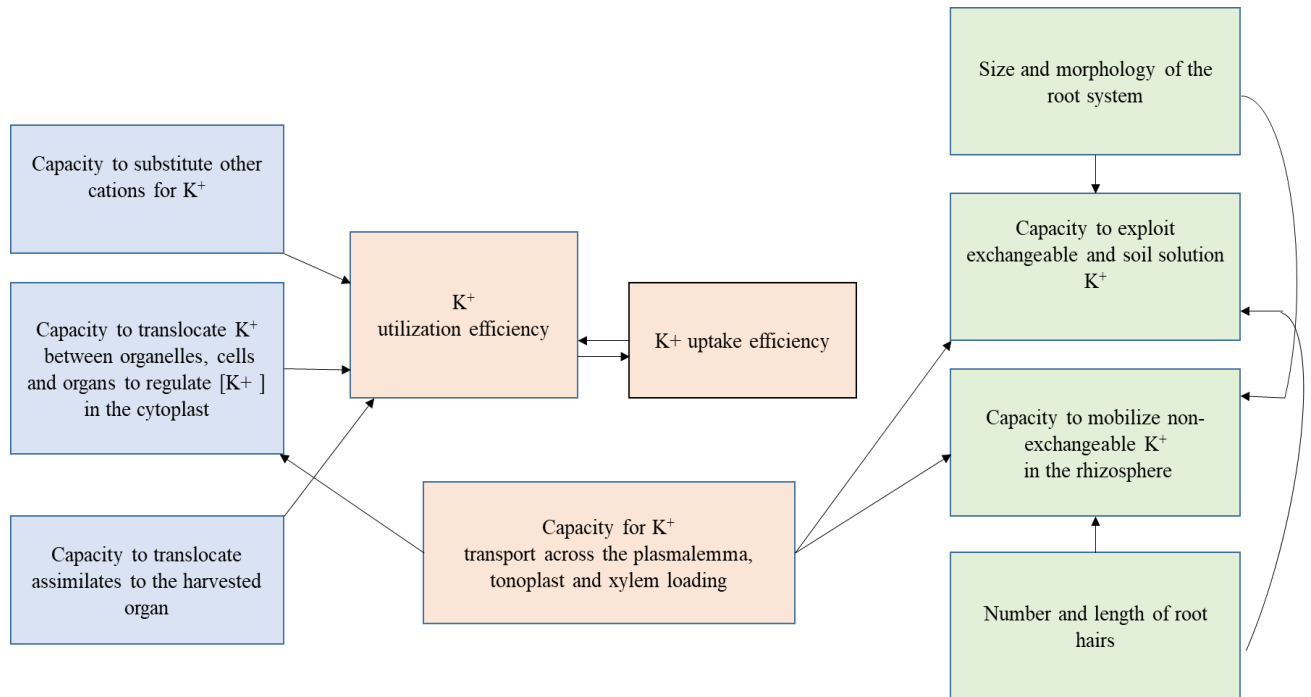 Size and morphology of the
root system
Capacity to substitute other
cations for K⁺
Capacity to exploit
exchangeable and soil solution
K⁺
K⁺
utilization efficiency
K+ uptake efficiency
Capacity to translocate K⁺
between organelles, cells
and organs to regulate [K+ ]
in the cytoplast
Capacity to mobilize non-
exchangeable K⁺
in the rhizosphere
Capacity for K⁺
transport across the plasmalemma,
tonoplast and xylem loading
Capacity to translocate
assimilates to the harvested
organ
Number and length of root
hairs